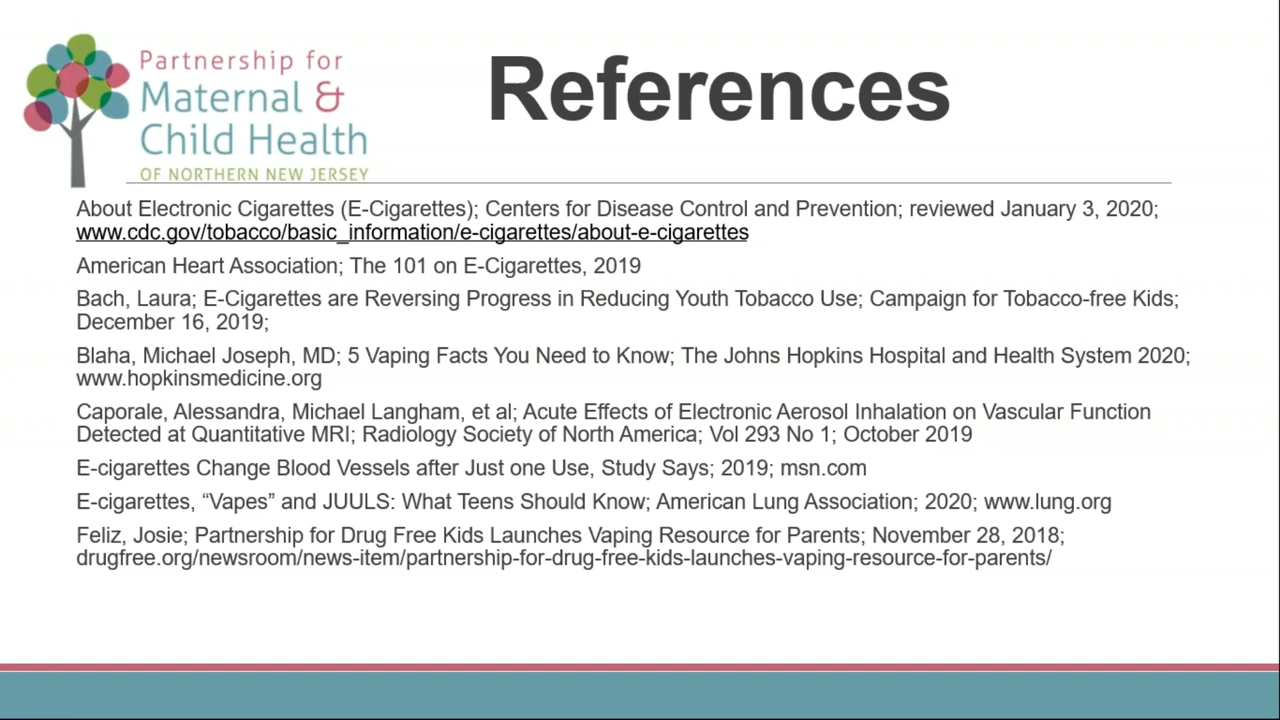 Partnership for
Maternal &
Child Health
OF NORTHERN NEW JERSEY
References
About Electronic Cigarettes (E-Cigarettes); Centers for Disease Control and Prevention; reviewed January 3, 2020;
www.cdc.gov/tobacco/basic_information/e-cigarettes/about-e-cigarettes
American Heart Association; The 101 on E-Cigarettes, 2019
Bach, Laura; E-Cigarettes are Reversing Progress in Reducing Youth Tobacco Use; Campaign for Tobacco-free Kids;
December 16, 2019;
Blaha, Michael Joseph, MD; 5 Vaping Facts You Need to Know; The Johns Hopkins Hospital and Health System 2020;
www.hopkinsmedicine.org
Caporale, Alessandra, Michael Langham, et al; Acute Effects of Electronic Aerosol Inhalation on Vascular Function
Detected at Quantitative MRI; Radiology Society of North America; Vol 293 No 1; October 2019
E-cigarettes Change Blood Vessels after Just one Use, Study Says; 2019; msn.com
E-cigarettes, “Vapes” and JUULS: What Teens Should Know; American Lung Association; 2020; www.lung.org
Feliz, Josie; Partnership for Drug Free Kids Launches Vaping Resource for Parents; November 28, 2018;
drugfree.org/newsroom/news-item/partnership-for-drug-free-kids-launches-vaping-resource-for-parents/